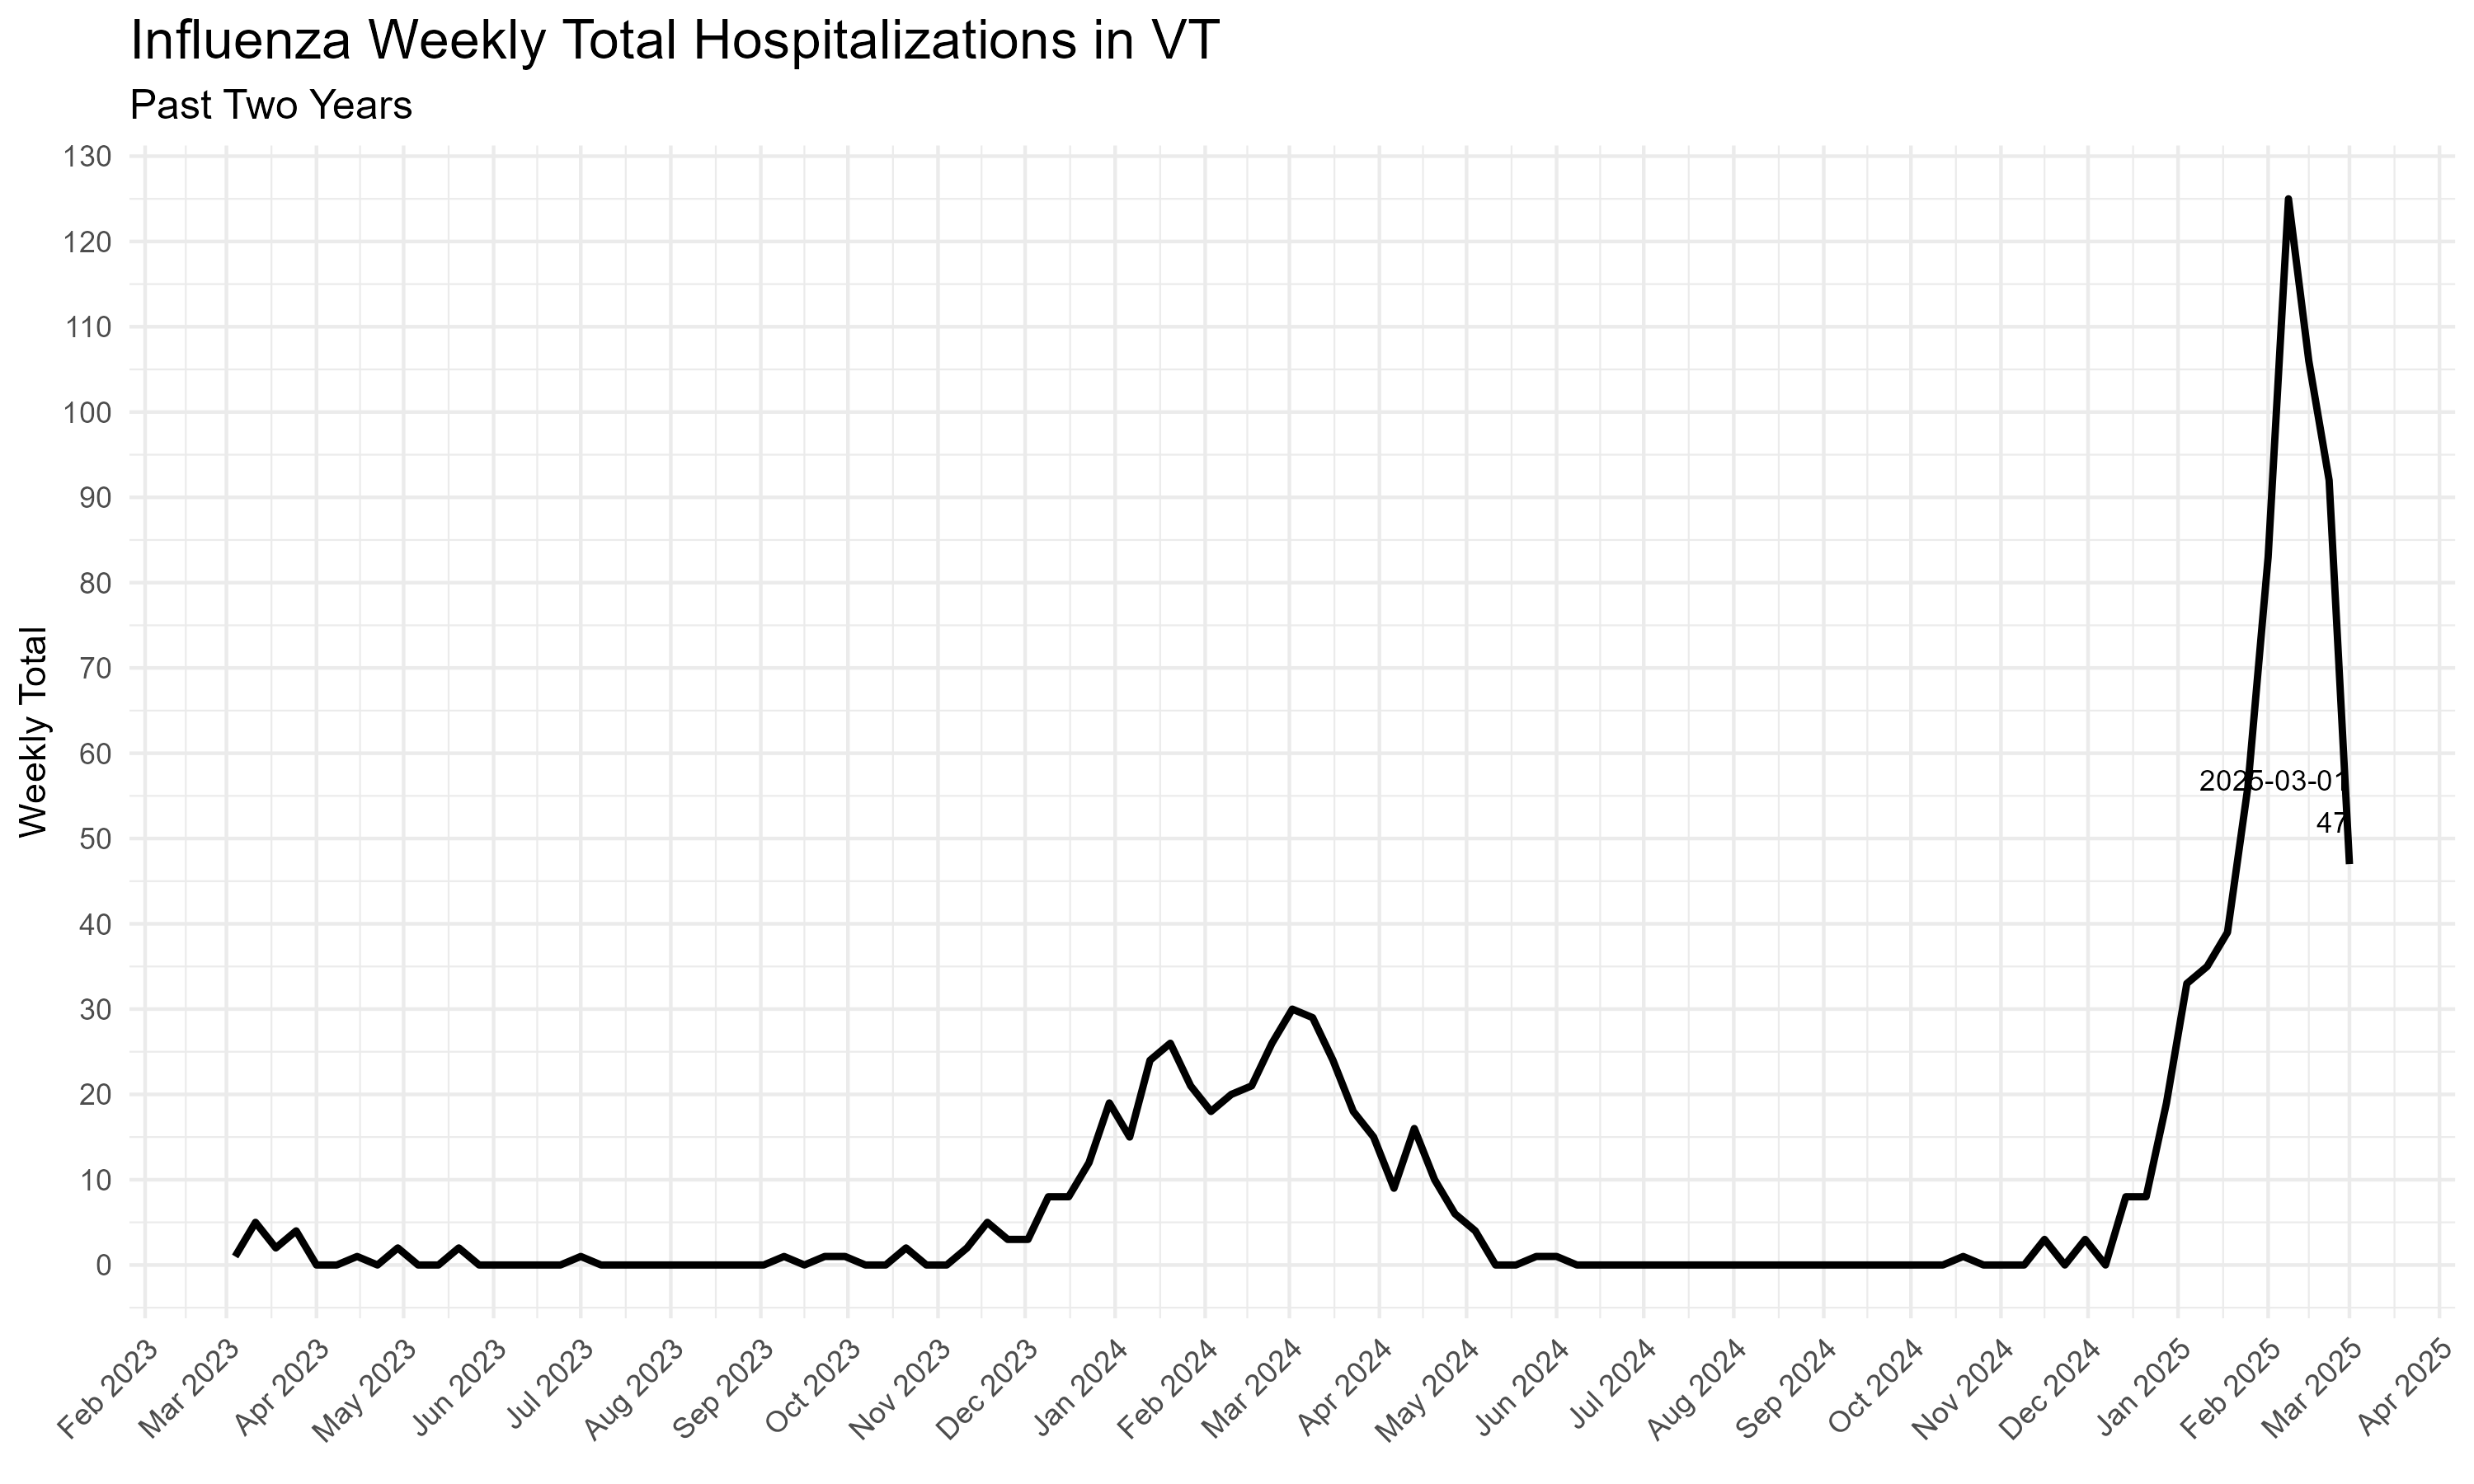 Influenza Weekly Total Hospitalizations in VT
Past Two Years
130
120
110
100
90
80
70
60
50
40
30
20
10
0
Weekly Total
2025-03-01
47
Feb 2023
Mar 2023
Apr 2023
May 2023
Jun 2023
Jul 2023
Aug 2023
Sep 2023
Oct 2023
Nov 2023
Dec 2023
Jan 2024
Feb 2024
Mar 2024
Apr 2024
May 2024
Jun 2024
Jul 2024
Aug 2024
Sep 2024
Oct 2024
Nov 2024
Dec 2024
Jan 2025
Feb 2025
Mar 2025
Apr 2025